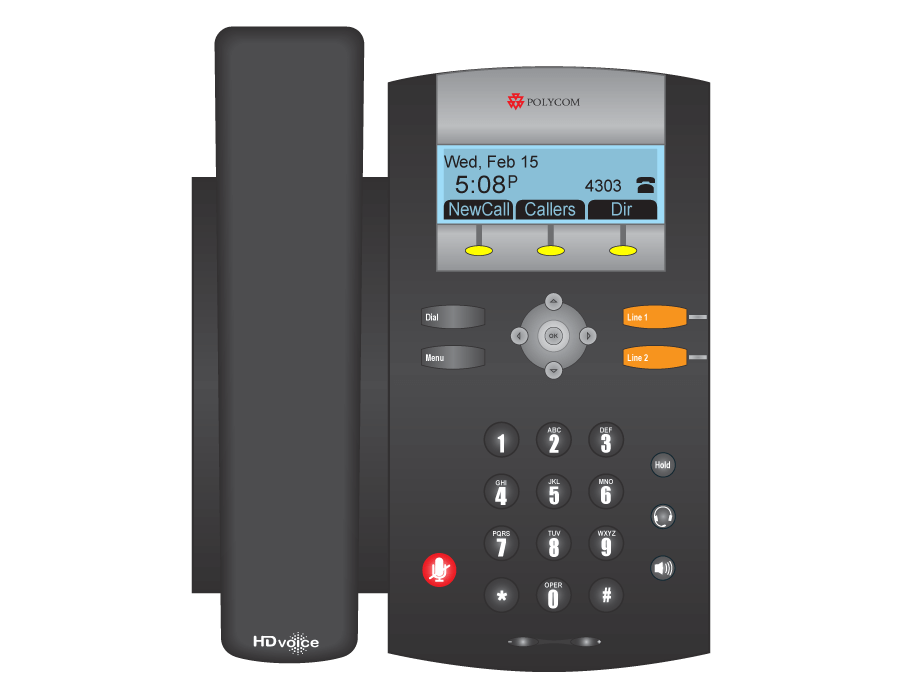 POLYCOM
Wed, Feb 15
5:08P
4303
NewCall Callers Dir
Dial
OK
Line 1
Menu
Line 2
1
ABC
2
DEF
3
Hold
GHI
4
JKL
5
MNO
6
PQRS
7
TUV
8
WXYZ
9
*
OPER
0
#
HDvoice